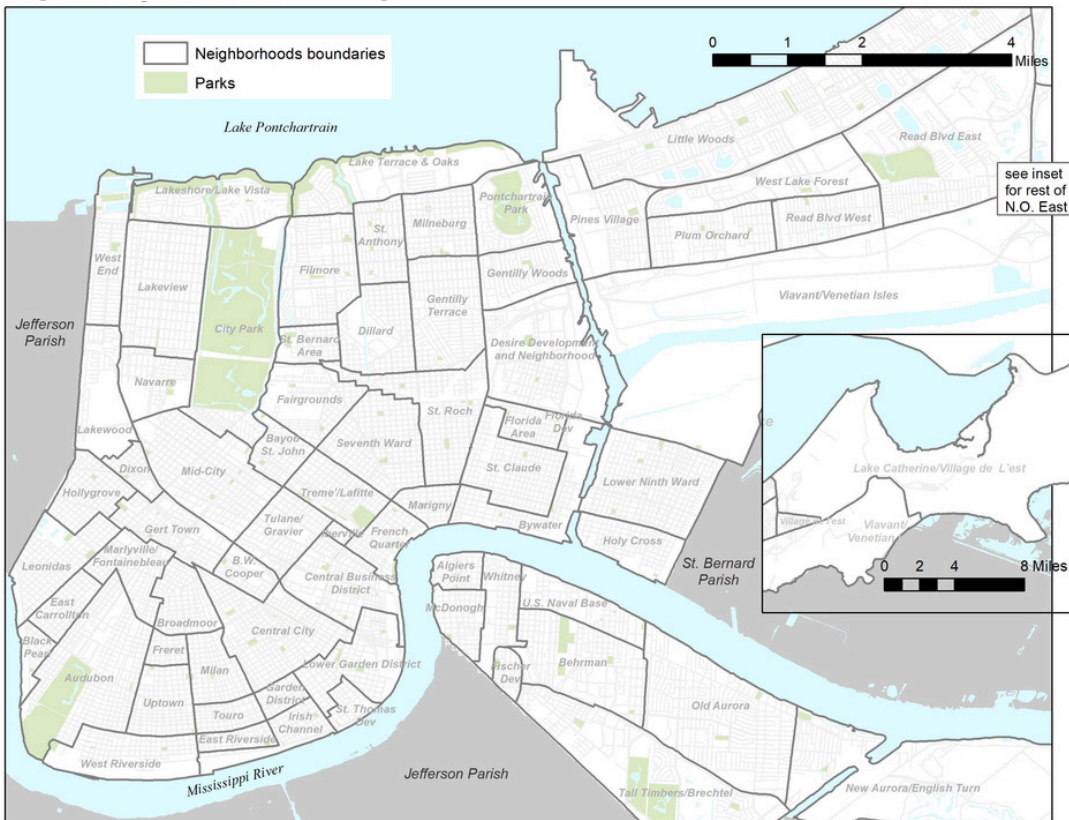 Neighborhoods boundaries
Parks
0 1 2 4
Miles
Lake Pontchartrain
Little Woods
Read Blvd East
Lake Terrace & Oaks
see inset
for rest of
N.O. East
Lakeshore/Lake Vista
West Lake Forest
Pontchartrain
Park
Pines Village
Read Blvd West
Milneburg
St.
Anthony
Plum Orchard
West
End
Lakeview
Filmore
Gentilly Woods
Viavant/Venetian Isles
Gentilly
Terrace
Jefferson
Parish
City Park
Dillard
St. Bernard
Area
Desire Development
and Neighborhood
Navarre
Fairgrounds
St. Roch
Florida
Area
Florida
Dev
Lakewood
Bayou
St. John
Seventh Ward
Dixon
Mid-City
St. Claude
Lower Ninth Ward
Lake Catherine/Village de L'est
Hollygrove
Treme'/Lafitte
Marigny
Gert Town
Tulane/
Gravier
French
Quarter
Bywater
Viavant/
Venetian
Holy Cross
Marlyville/
Fontainebleau
Leonidas
B.W.
Cooper
Central Business
District
Algiers
Point
Whitney
St. Bernard
Parish
0 2 4 8 Miles
East
Carrollton
McDonogh
U.S. Naval Base
Broadmoor
Central City
Black
Pearl
Freret
Milan
Lower Garden District
Behrman
Audubon
Fischer
Dev
Uptown
Garden
District
St. Thomas
Dev
Old Aurora
Touro
Irish
Channel
East Riverside
West Riverside
Mississippi River
Jefferson Parish
Tall Timbers/Brechtel
New Aurora/English Turn